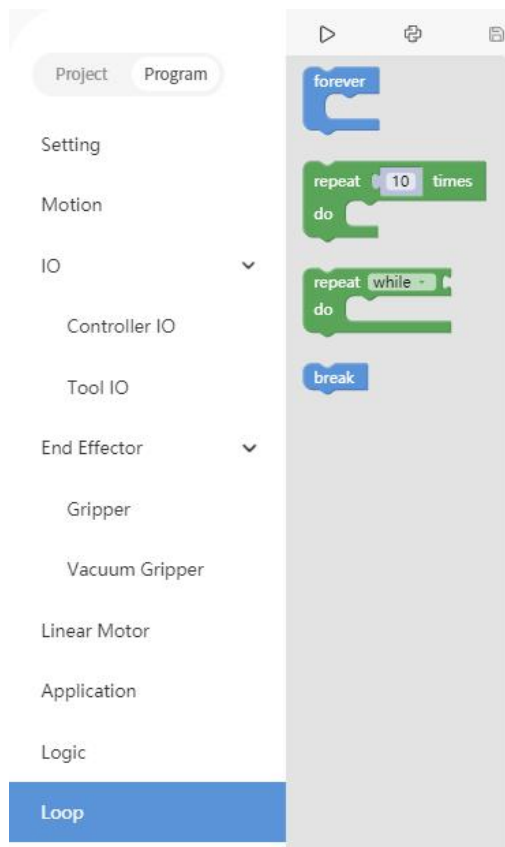 Project Program
Setting
Motion
IO
Controller IO
Tool IO
End Effector
Gripper
Vacuum Gripper
Linear Motor
Application
Logic
Loop
forever
repeat 10 times
do
repeat while
do
break